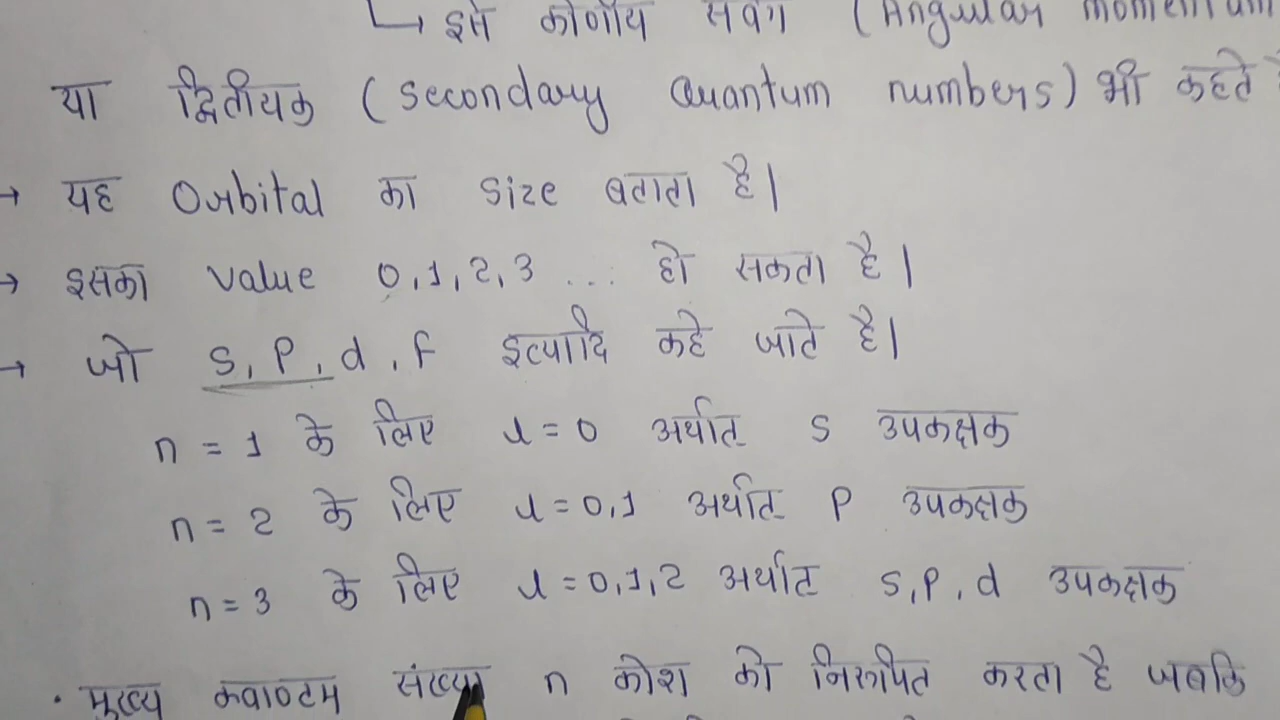 ↳ इसे कोणीय संवेग (Angular momentum
या द्वितीयक (Secondary Quantum numbers) भी कहते
→ यह Orbital का size बताता है।
→ इसका value 0,1,2,3 ... हो सकता है।
→ जो s, p, d, f इत्यादि कहे जाते है।
n = 1 के लिए l = 0 अर्थात s उपकक्षक
n = 2 के लिए l = 0,1 अर्थात p उपकक्षक
n = 3 के लिए l = 0,1,2 अर्थात s, p, d उपकक्षक
• मुख्य क्वाण्टम संख्या n कोश को निरूपित करता है जबकि